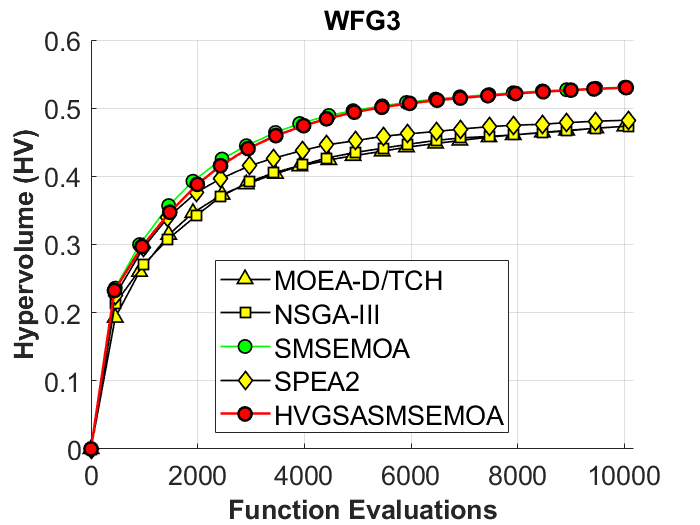 WFG3
0.6
0.5
0.4
0.3
0.2
0.1
0
Hypervolume (HV)
MOEA-D/TCH
NSGA-III
SMSEMOA
SPEA2
HVGSASMSEMOA
0 2000 4000 6000 8000 10000
Function Evaluations